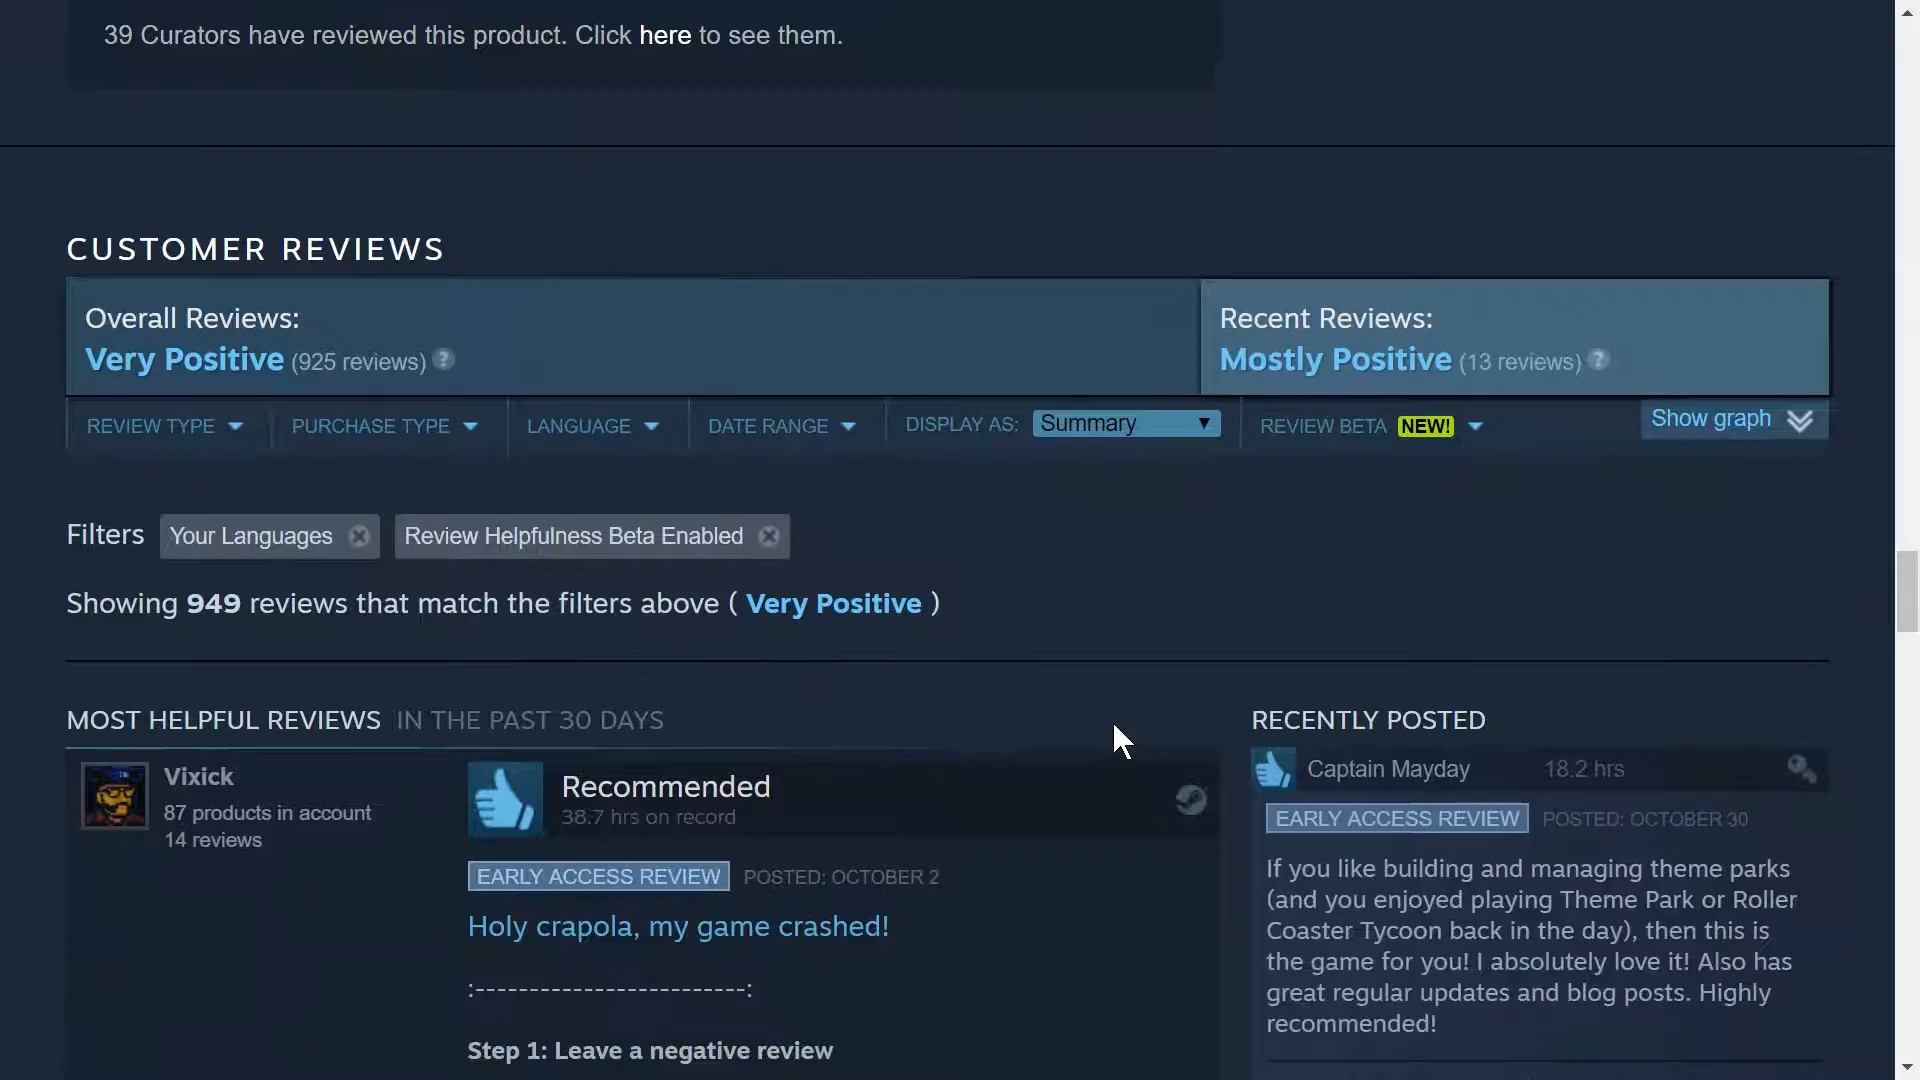 39 Curators have reviewed this product. Click here to see them.
CUSTOMER REVIEWS
Overall Reviews:
Very Positive (925 reviews) ?
Recent Reviews:
Mostly Positive (13 reviews) ?
REVIEW TYPE
PURCHASE TYPE
LANGUAGE
DATE RANGE
DISPLAY AS: Summary
REVIEW BETA NEW!
Show graph
Filters Your Languages Review Helpfulness Beta Enabled
Showing 949 reviews that match the filters above ( Very Positive )
MOST HELPFUL REVIEWS IN THE PAST 30 DAYS
Vixick
87 products in account
14 reviews
Recommended
38.7 hrs on record
EARLY ACCESS REVIEW POSTED: OCTOBER 2
Holy crapola, my game crashed!
:-------------------------:
Step 1: Leave a negative review
RECENTLY POSTED
Captain Mayday 18.2 hrs
EARLY ACCESS REVIEW POSTED: OCTOBER 30
If you like building and managing theme parks
(and you enjoyed playing Theme Park or Roller
Coaster Tycoon back in the day), then this is
the game for you! I absolutely love it! Also has
great regular updates and blog posts. Highly
recommended!